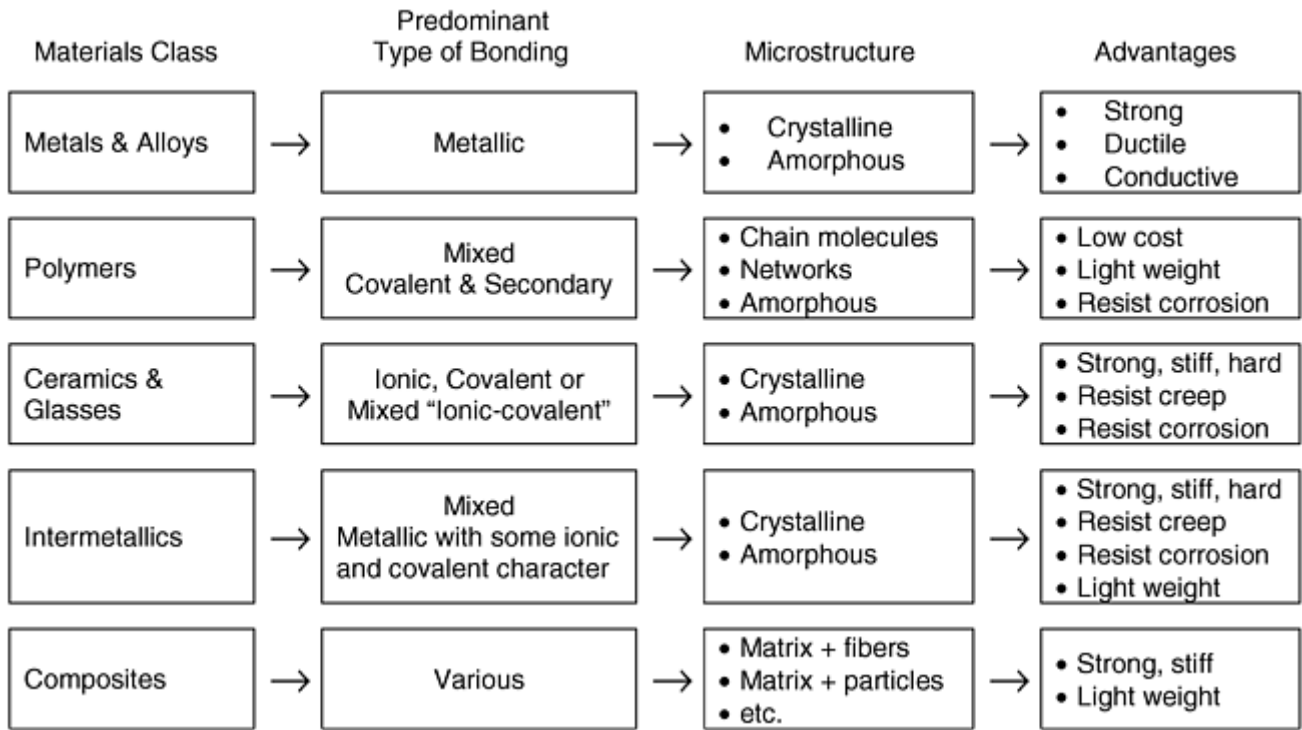 Materials Class
Predominant
Type of Bonding
Microstructure
Advantages
Metals & Alloys
Metallic
• Crystalline
• Amorphous
• Strong
• Ductile
• Conductive
Polymers
Mixed
Covalent & Secondary
• Chain molecules
• Networks
• Amorphous
• Low cost
• Light weight
• Resist corrosion
Ceramics &
Glasses
Ionic, Covalent or
Mixed “Ionic-covalent”
• Crystalline
• Amorphous
• Strong, stiff, hard
• Resist creep
• Resist corrosion
Intermetallics
Mixed
Metallic with some ionic
and covalent character
• Crystalline
• Amorphous
• Strong, stiff, hard
• Resist creep
• Resist corrosion
• Light weight
Composites
Various
• Matrix + fibers
• Matrix + particles
• etc.
• Strong, stiff
• Light weight